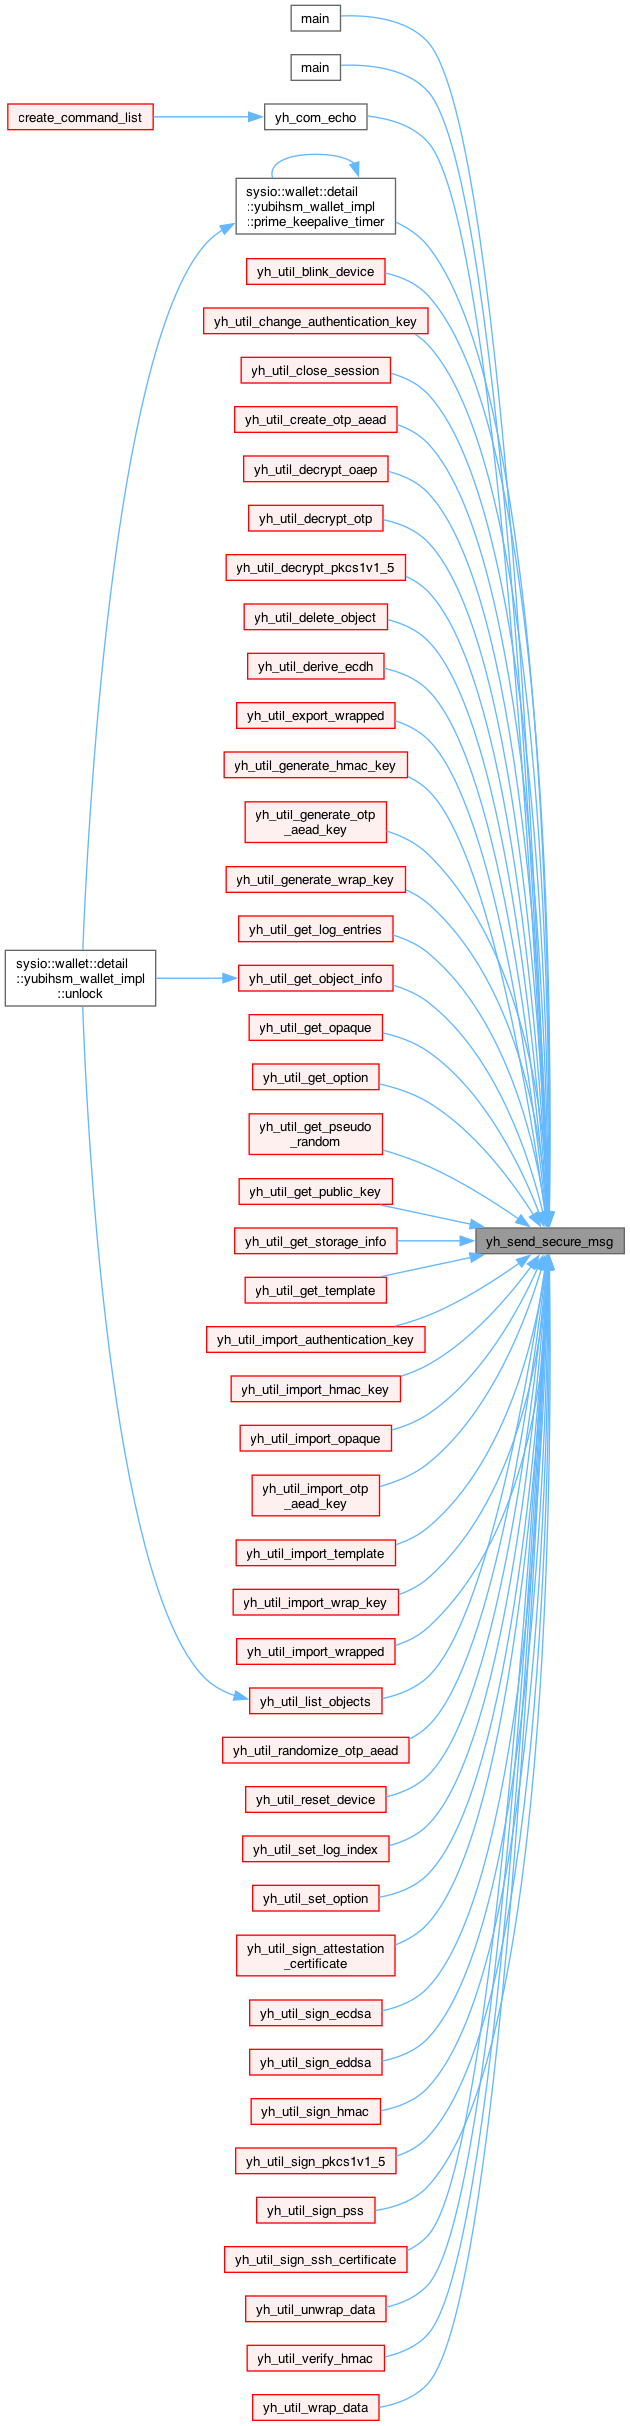 main
main
create_command_list
yh_com_echo
sysio::wallet::detail
::yubihsm_wallet_impl
::prime_keepalive_timer
yh_util_blink_device
yh_util_change_authentication_key
yh_util_close_session
yh_util_create_otp_aead
yh_util_decrypt_oaep
yh_util_decrypt_otp
yh_util_decrypt_pkcs1v1_5
yh_util_delete_object
yh_util_derive_ecdh
yh_util_export_wrapped
yh_util_generate_hmac_key
yh_util_generate_otp
_aead_key
yh_util_generate_wrap_key
yh_util_get_log_entries
sysio::wallet::detail
::yubihsm_wallet_impl
::unlock
yh_util_get_object_info
yh_util_get_opaque
yh_util_get_option
yh_util_get_pseudo
_random
yh_util_get_public_key
yh_send_secure_msg
yh_util_get_storage_info
yh_util_get_template
yh_util_import_authentication_key
yh_util_import_hmac_key
yh_util_import_opaque
yh_util_import_otp
_aead_key
yh_util_import_template
yh_util_import_wrap_key
yh_util_import_wrapped
yh_util_list_objects
yh_util_randomize_otp_aead
yh_util_reset_device
yh_util_set_log_index
yh_util_set_option
yh_util_sign_attestation
_certificate
yh_util_sign_ecdsa
yh_util_sign_eddsa
yh_util_sign_hmac
yh_util_sign_pkcs1v1_5
yh_util_sign_pss
yh_util_sign_ssh_certificate
yh_util_unwrap_data
yh_util_verify_hmac
yh_util_wrap_data